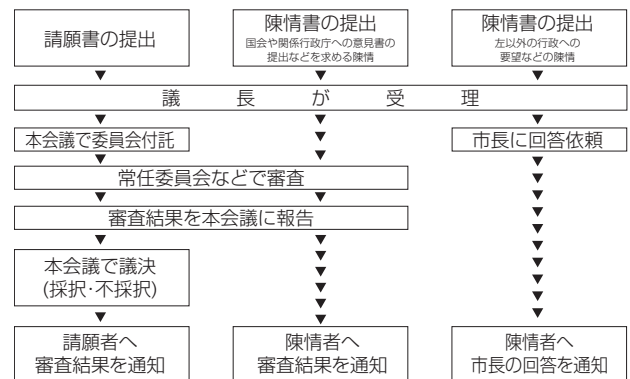 請願書の提出
陳情書の提出
国会や関係行政庁への意見書の
提出などを求める陳情
陳情書の提出
左以外の行政への
要望などの陳情
議長が受理
本会議で委員会付託
市長に回答依頼
常任委員会などで審査
審査結果を本会議に報告
本会議で議決
(採択・不採択)
請願者へ
審査結果を通知
陳情者へ
審査結果を通知
陳情者へ
市長の回答を通知